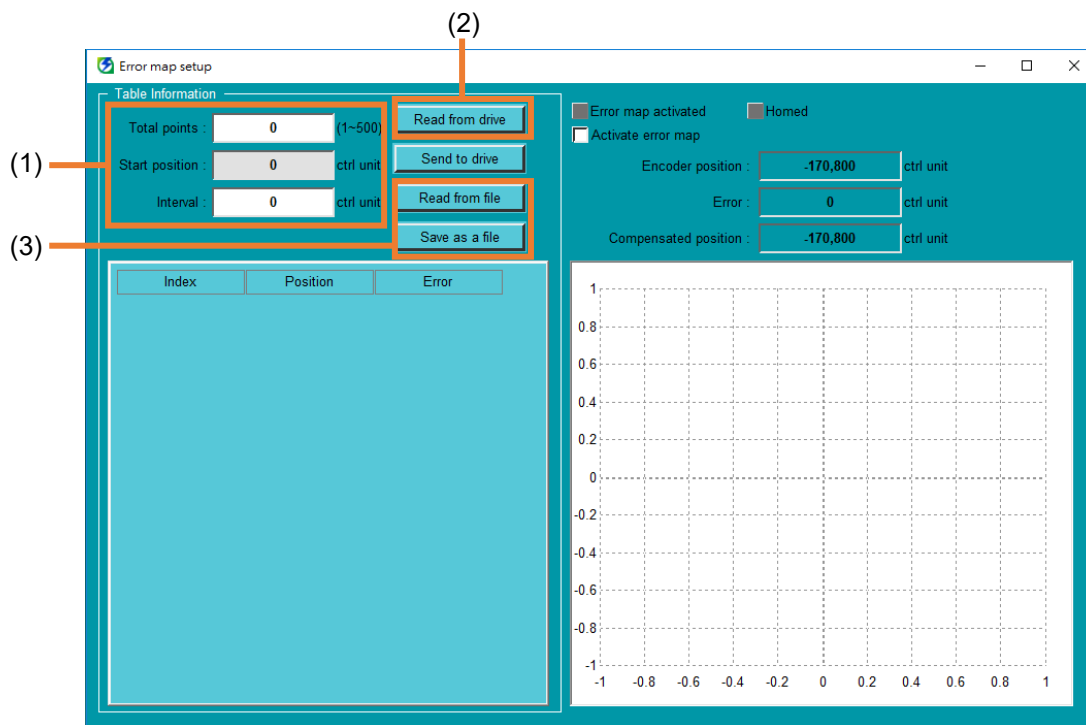 (2)
Error map setup
Table Information
(1)
Total points : 0 (1~500)
Start position : 0 ctrl unit
Interval : 0 ctrl unit
Read from drive
Send to drive
(3)
Read from file
Save as a file
Index Position Error
Error map activated Homed
Activate error map
Encoder position : -170,800 ctrl unit
Error : 0 ctrl unit
Compensated position : -170,800 ctrl unit
1
0.8
0.6
0.4
0.2
0
-0.2
-0.4
-0.6
-0.8
-1
-1 -0.8 -0.6 -0.4 -0.2 0 0.2 0.4 0.6 0.8 1